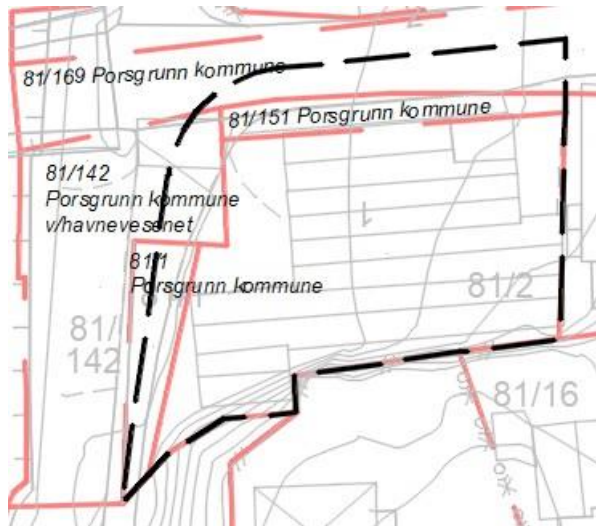 81/169 Porsgrunn kommune
81/151 Porsgrunn kommune
81/142
Porsgrunn kommune
v/havnevesenet
81/1
Porsgrunn kommune
81/2
81/
142
81/16
1